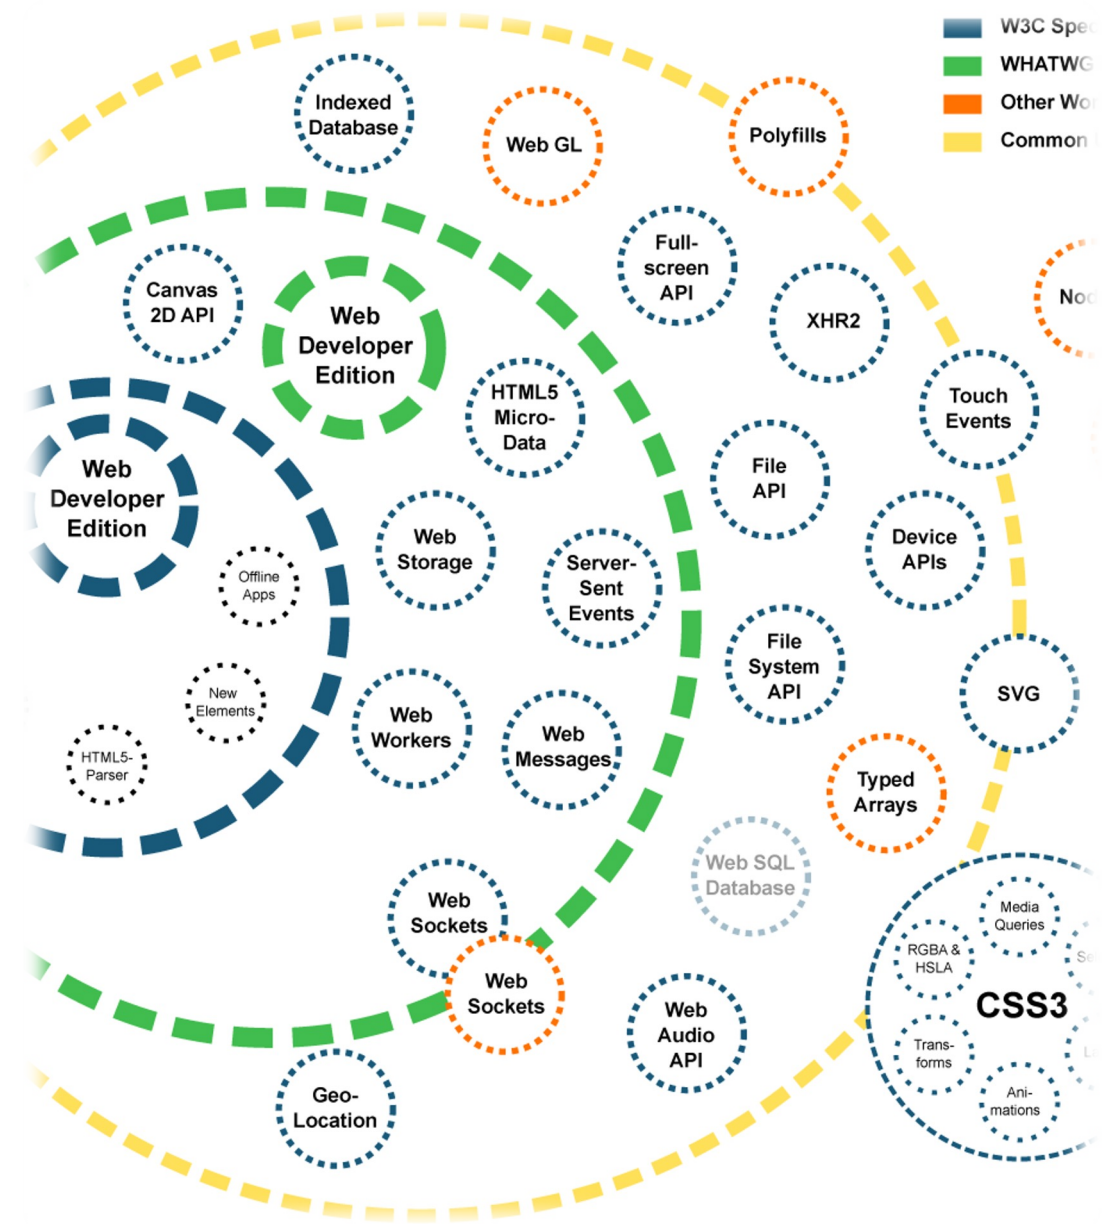 W3C
WHATWG
Other
Common
Indexed
Database
Web GL
Polyfills
Full-
screen
API
XHR2
Canvas
2D API
Web
Developer
Edition
HTML5
Micro-
Data
Touch
Events
Web
Developer
Edition
File
API
Web
Storage
Server-
Sent
Events
Device
APIs
Offline
Apps
File
System
API
New
Elements
SVG
Web
Workers
Web
Messages
HTML5-
Parser
Typed
Arrays
Web SQL
Database
Web
Sockets
Web
Sockets
Media
Queries
RGBA &
HSLA
CSS3
Web
Audio
API
Trans-
forms
Ani-
mations
Geo-
Location